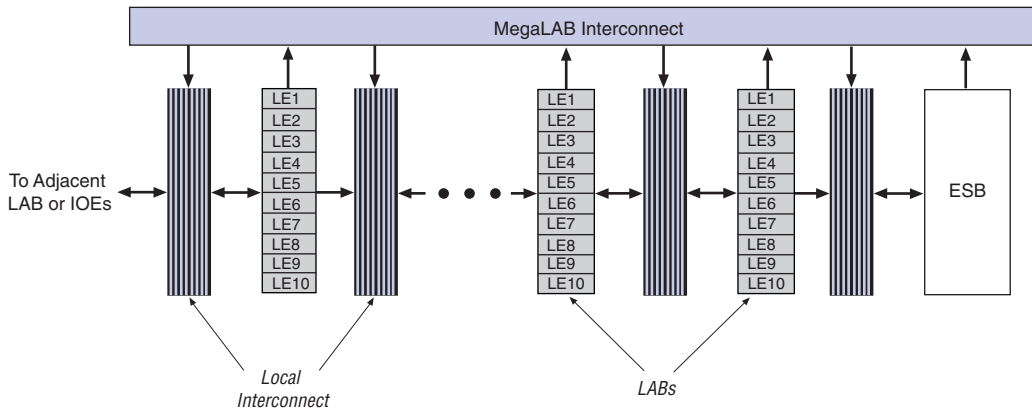 MegaLAB Interconnect
LE1
LE2
LE3
LE4
LE5
LE6
LE7
LE8
LE9
LE10
LE1
LE2
LE3
LE4
LE5
LE6
LE7
LE8
LE9
LE10
LE1
LE2
LE3
LE4
LE5
LE6
LE7
LE8
LE9
LE10
To Adjacent
LAB or IOEs
ESB
Local
Interconnect
LABs